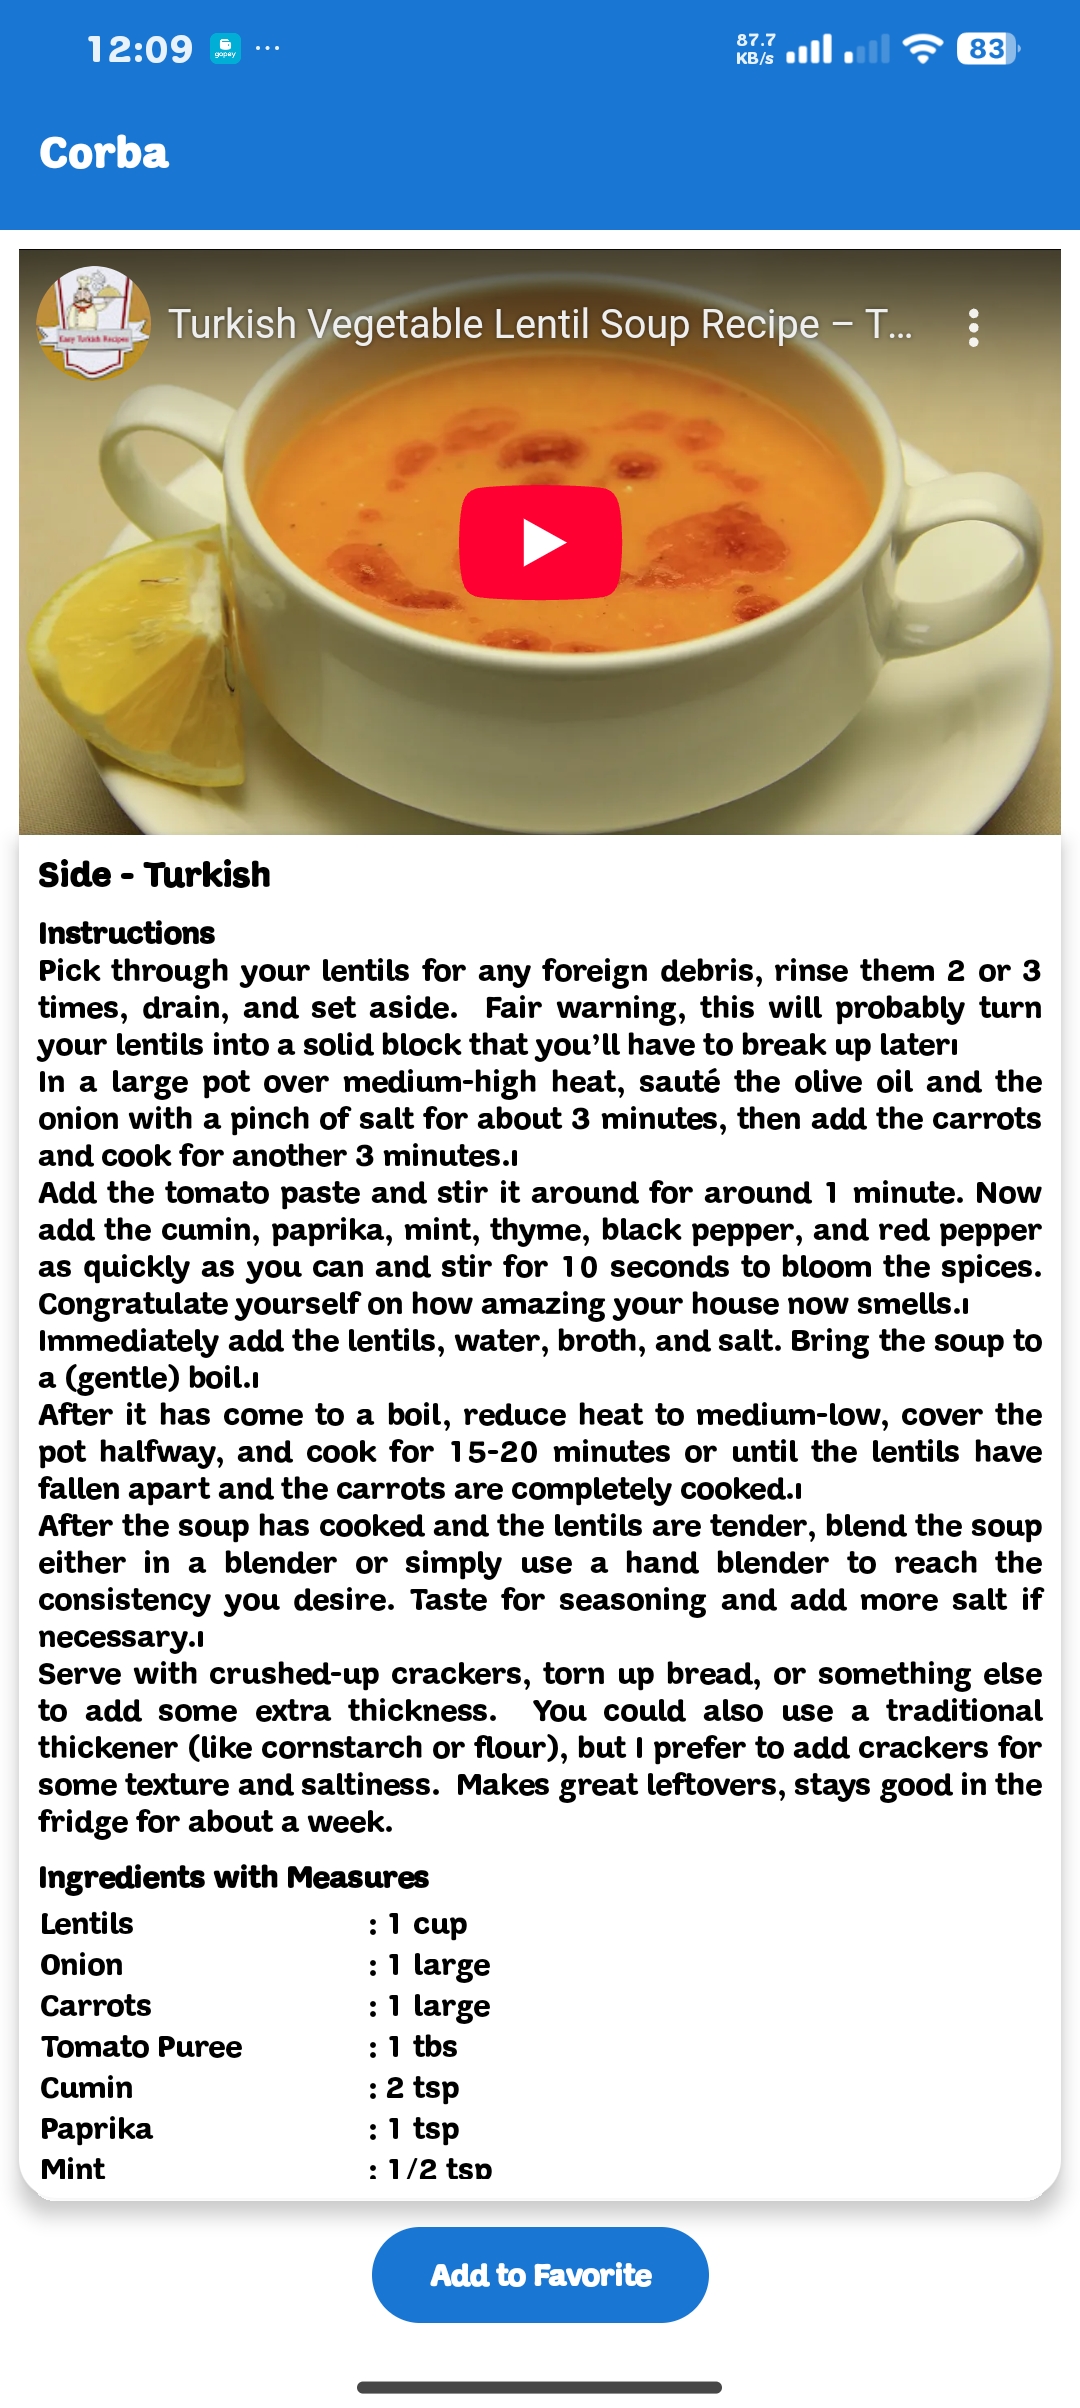 12:09 gopay ...
87.7
KB/s
83
Corba
Easy Turkish Recipes
Turkish Vegetable Lentil Soup Recipe – T...
Side - Turkish
Instructions
Pick through your lentils for any foreign debris, rinse them 2 or 3
times, drain, and set aside.  Fair warning, this will probably turn
your lentils into a solid block that you’ll have to break up laterı
In a large pot over medium-high heat, sauté the olive oil and the
onion with a pinch of salt for about 3 minutes, then add the carrots
and cook for another 3 minutes.ı
Add the tomato paste and stir it around for around 1 minute. Now
add the cumin, paprika, mint, thyme, black pepper, and red pepper
as quickly as you can and stir for 10 seconds to bloom the spices.
Congratulate yourself on how amazing your house now smells.ı
Immediately add the lentils, water, broth, and salt. Bring the soup to
a (gentle) boil.ı
After it has come to a boil, reduce heat to medium-low, cover the
pot halfway, and cook for 15-20 minutes or until the lentils have
fallen apart and the carrots are completely cooked.ı
After the soup has cooked and the lentils are tender, blend the soup
either in a blender or simply use a hand blender to reach the
consistency you desire. Taste for seasoning and add more salt if
necessary.ı
Serve with crushed-up crackers, torn up bread, or something else
to add some extra thickness.  You could also use a traditional
thickener (like cornstarch or flour), but I prefer to add crackers for
some texture and saltiness.  Makes great leftovers, stays good in the
fridge for about a week.
Ingredients with Measures
Lentils : 1 cup
Onion : 1 large
Carrots : 1 large
Tomato Puree : 1 tbs
Cumin : 2 tsp
Paprika : 1 tsp
Mint : 1/2 tsp
Add to Favorite